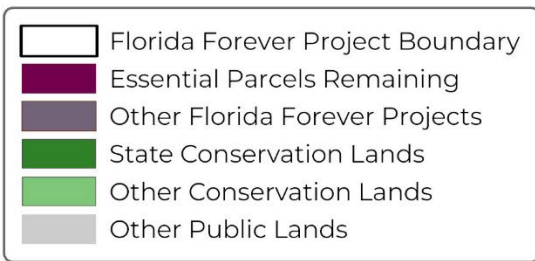 Florida Forever Project Boundary
Essential Parcels Remaining
Other Florida Forever Projects
State Conservation Lands
Other Conservation Lands
Other Public Lands